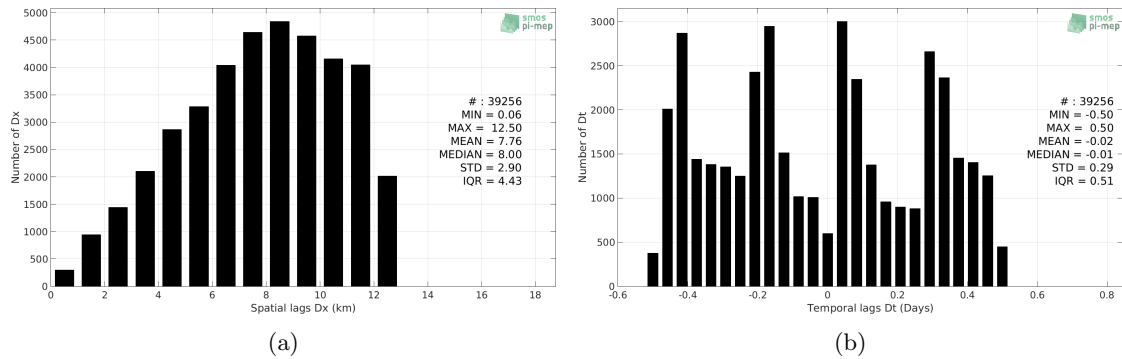 smos
pi-mep
5000
4500
4000
3500
3000
2500
2000
1500
1000
500
0
Number of Dx
# : 39256
MIN = 0.06
MAX = 12.50
MEAN = 7.76
MEDIAN = 8.00
STD = 2.90
IQR = 4.43
0 2 4 6 8 10 12 14 16 18
Spatial lags Dx (km)
(a)
smos
pi-mep
3000
2500
2000
1500
1000
500
0
Number of Dt
# : 39256
MIN = -0.50
MAX = 0.50
MEAN = -0.02
MEDIAN = -0.01
STD = 0.29
IQR = 0.51
-0.6 -0.4 -0.2 0 0.2 0.4 0.6 0.8
Temporal lags Dt (Days)
(b)